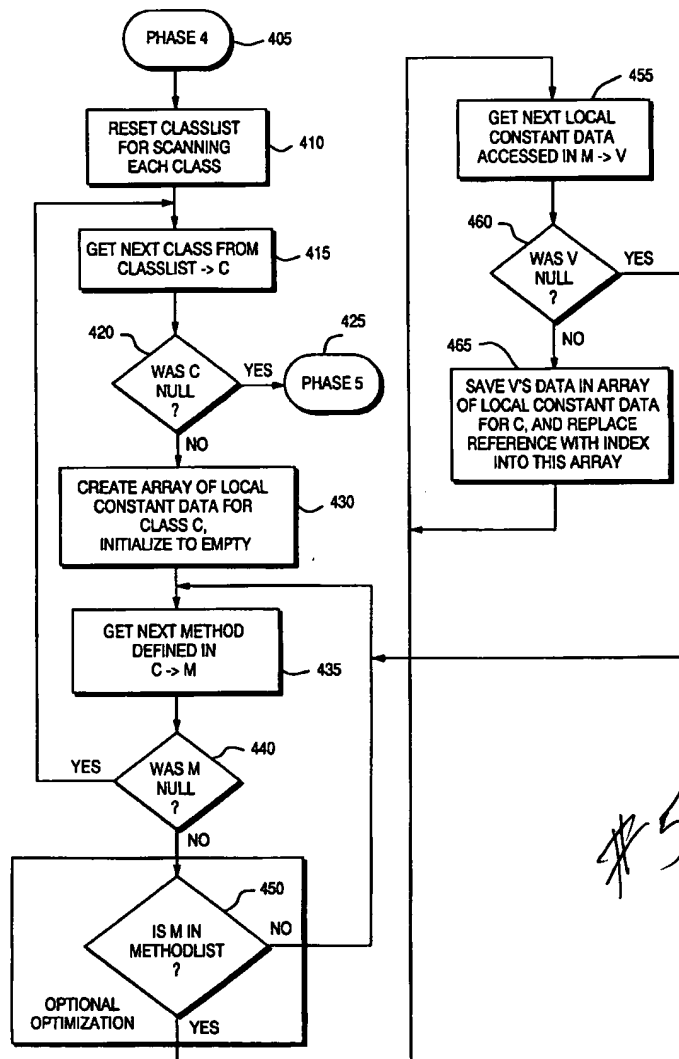 PHASE 4
405
RESET CLASSLIST
FOR SCANNING
EACH CLASS
410
GET NEXT CLASS FROM
CLASSLIST -> C
415
420
WAS C
NULL
?
YES
NO
425
PHASE 5
CREATE ARRAY OF LOCAL
CONSTANT DATA FOR
CLASS C,
INITIALIZE TO EMPTY
430
GET NEXT METHOD
DEFINED IN
C -> M
435
440
WAS M
NULL
?
YES
NO
450
IS M IN
METHODLIST
?
NO
YES
OPTIONAL
OPTIMIZATION
455
GET NEXT LOCAL
CONSTANT DATA
ACCESSED IN M -> V
460
WAS V
NULL
?
YES
NO
465
SAVE V'S DATA IN ARRAY
OF LOCAL CONSTANT DATA
FOR C, AND REPLACE
REFERENCE WITH INDEX
INTO THIS ARRAY